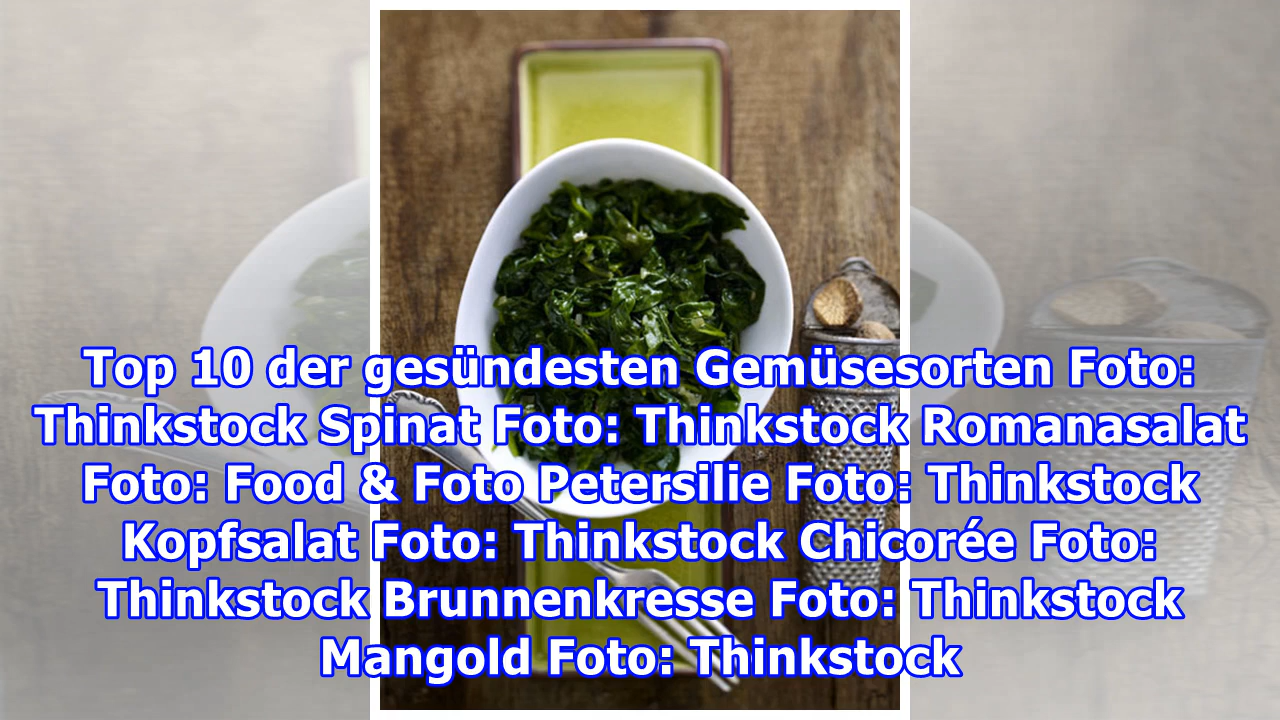 Top 10 der gesündesten Gemüsesorten Foto:
Thinkstock Spinat Foto: Thinkstock Romanasalat
Foto: Food & Foto Petersilie Foto: Thinkstock
Kopfsalat Foto: Thinkstock Chicorée Foto:
Thinkstock Brunnenkresse Foto: Thinkstock
Mangold Foto: Thinkstock